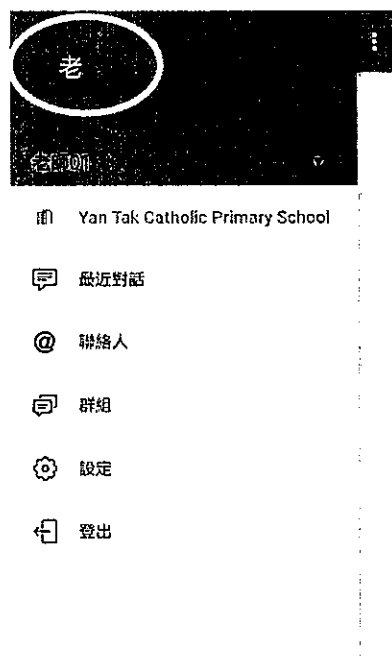 老
老師01
Yan Tak Catholic Primary School
最近對話
聯絡人
群組
設定
登出